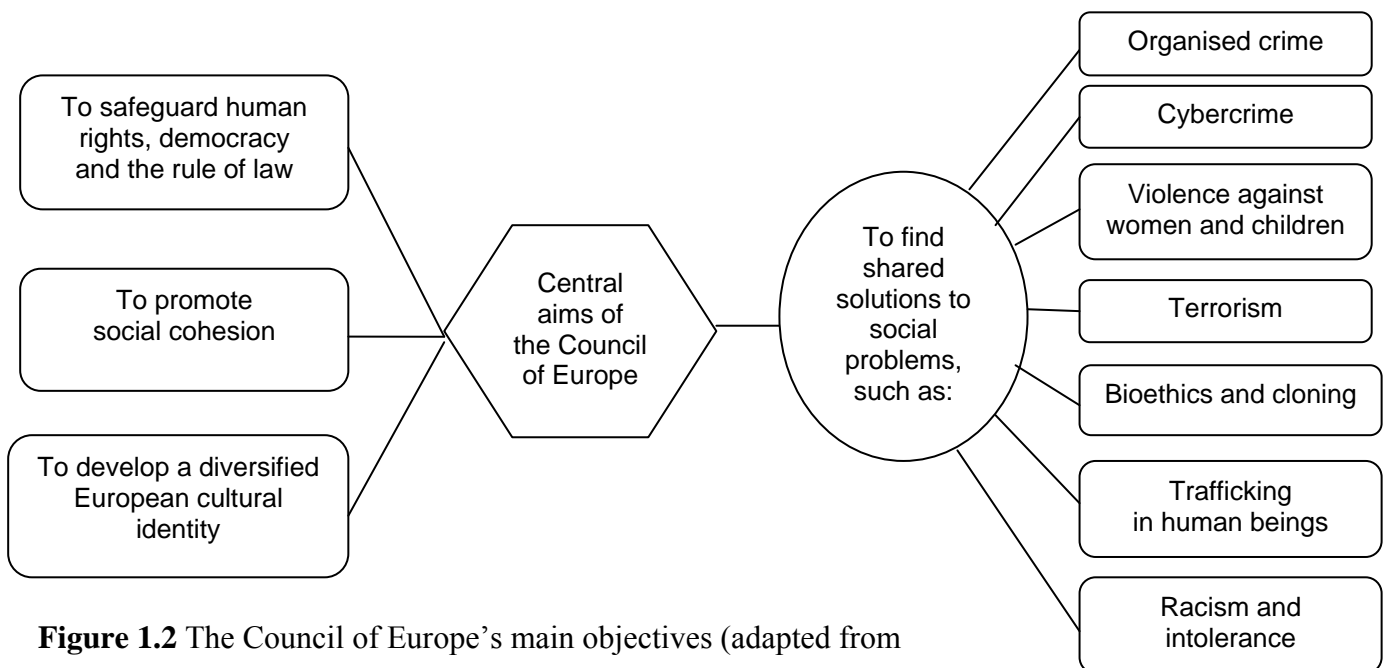 To safeguard human
rights, democracy
and the rule of law
To promote
social cohesion
To develop a diversified
European cultural
identity
Central
aims of
the Council
of Europe
To find
shared
solutions to
social
problems,
such as:
Organised crime
Cybercrime
Violence against
women and children
Terrorism
Bioethics and cloning
Trafficking
in human beings
Racism and
intolerance
Figure 1.2 The Council of Europe’s main objectives (adapted from